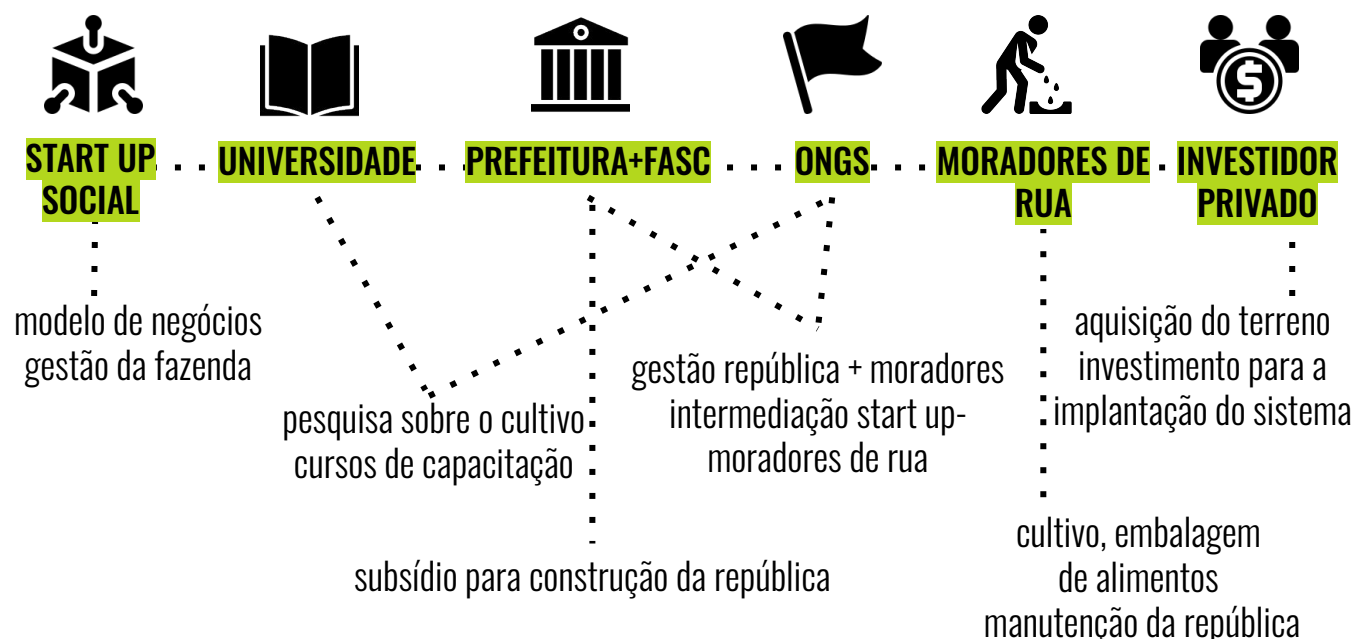 START UP
SOCIAL
UNIVERSIDADE
PREFEITURA+FASC
ONGS
MORADORES DE
RUA
INVESTIDOR
PRIVADO
modelo de negócios
gestão da fazenda
pesquisa sobre o cultivo
cursos de capacitação
subsídio para construção da república
gestão república + moradores
intermediação start up-
moradores de rua
cultivo, embalagem
de alimentos
manutenção da república
aquisição do terreno
investimento para a
implantação do sistema